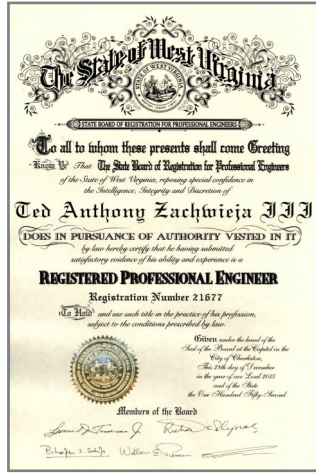 The State of West Virginia
STATE OF WEST VIRGINIA
STATE BOARD OF REGISTRATION FOR PROFESSIONAL ENGINEERS
To all to whom these presents shall come Greeting
Know Ye That The State Board of Registration for Professional Engineers
of the State of West Virginia, reposing special confidence in
the Intelligence, Integrity and Discretion of
Ted Anthony Zachwieja III
DOES IN PURSUANCE OF AUTHORITY VESTED IN IT
by law hereby certify that he having submitted
satisfactory evidence of his ability and experience is a
REGISTERED PROFESSIONAL ENGINEER
Registration Number 21677
To Hold and use such title in the practice of his profession,
subject to the conditions prescribed by law.
Given under the hand of the
Seal of the Board at the Capitol in the
City of Charleston,
This 28th day of December
in the year of our Lord 2015
and of the State
the One Hundred Fifty-Second
Members of the Board